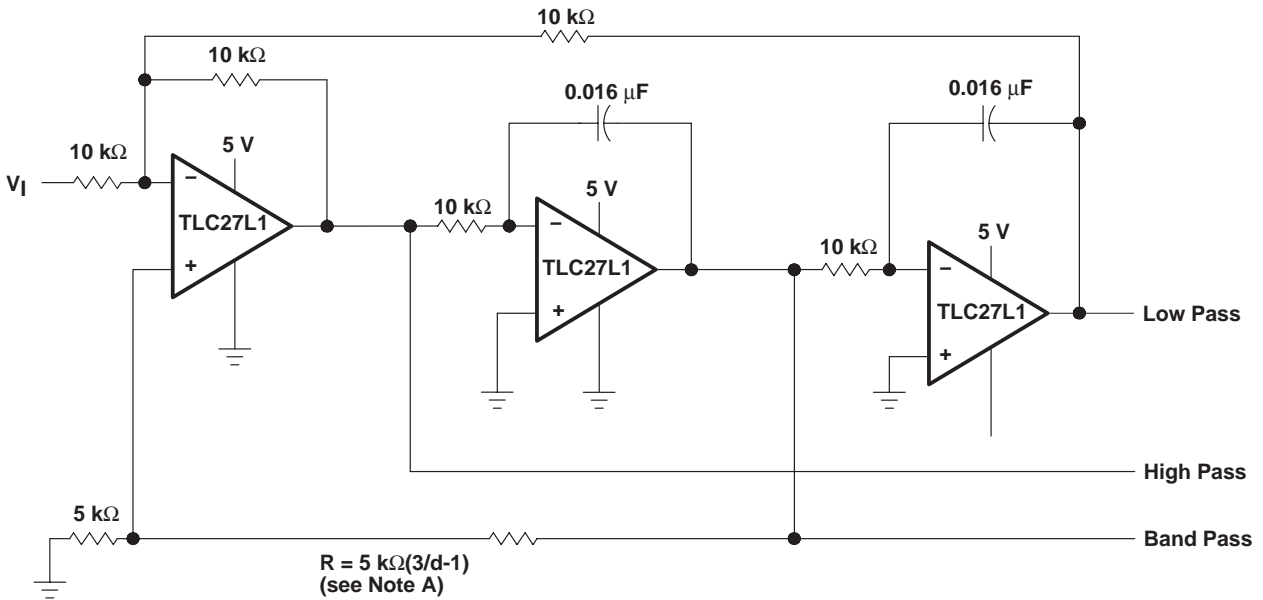 10 kΩ
10 kΩ
0.016 μF
0.016 μF
10 kΩ
5 V
VI
−
TLC27L1
+
10 kΩ
5 V
−
TLC27L1
+
10 kΩ
5 V
−
TLC27L1
+
Low Pass
High Pass
5 kΩ
Band Pass
R = 5 kΩ(3/d-1)
(see Note A)